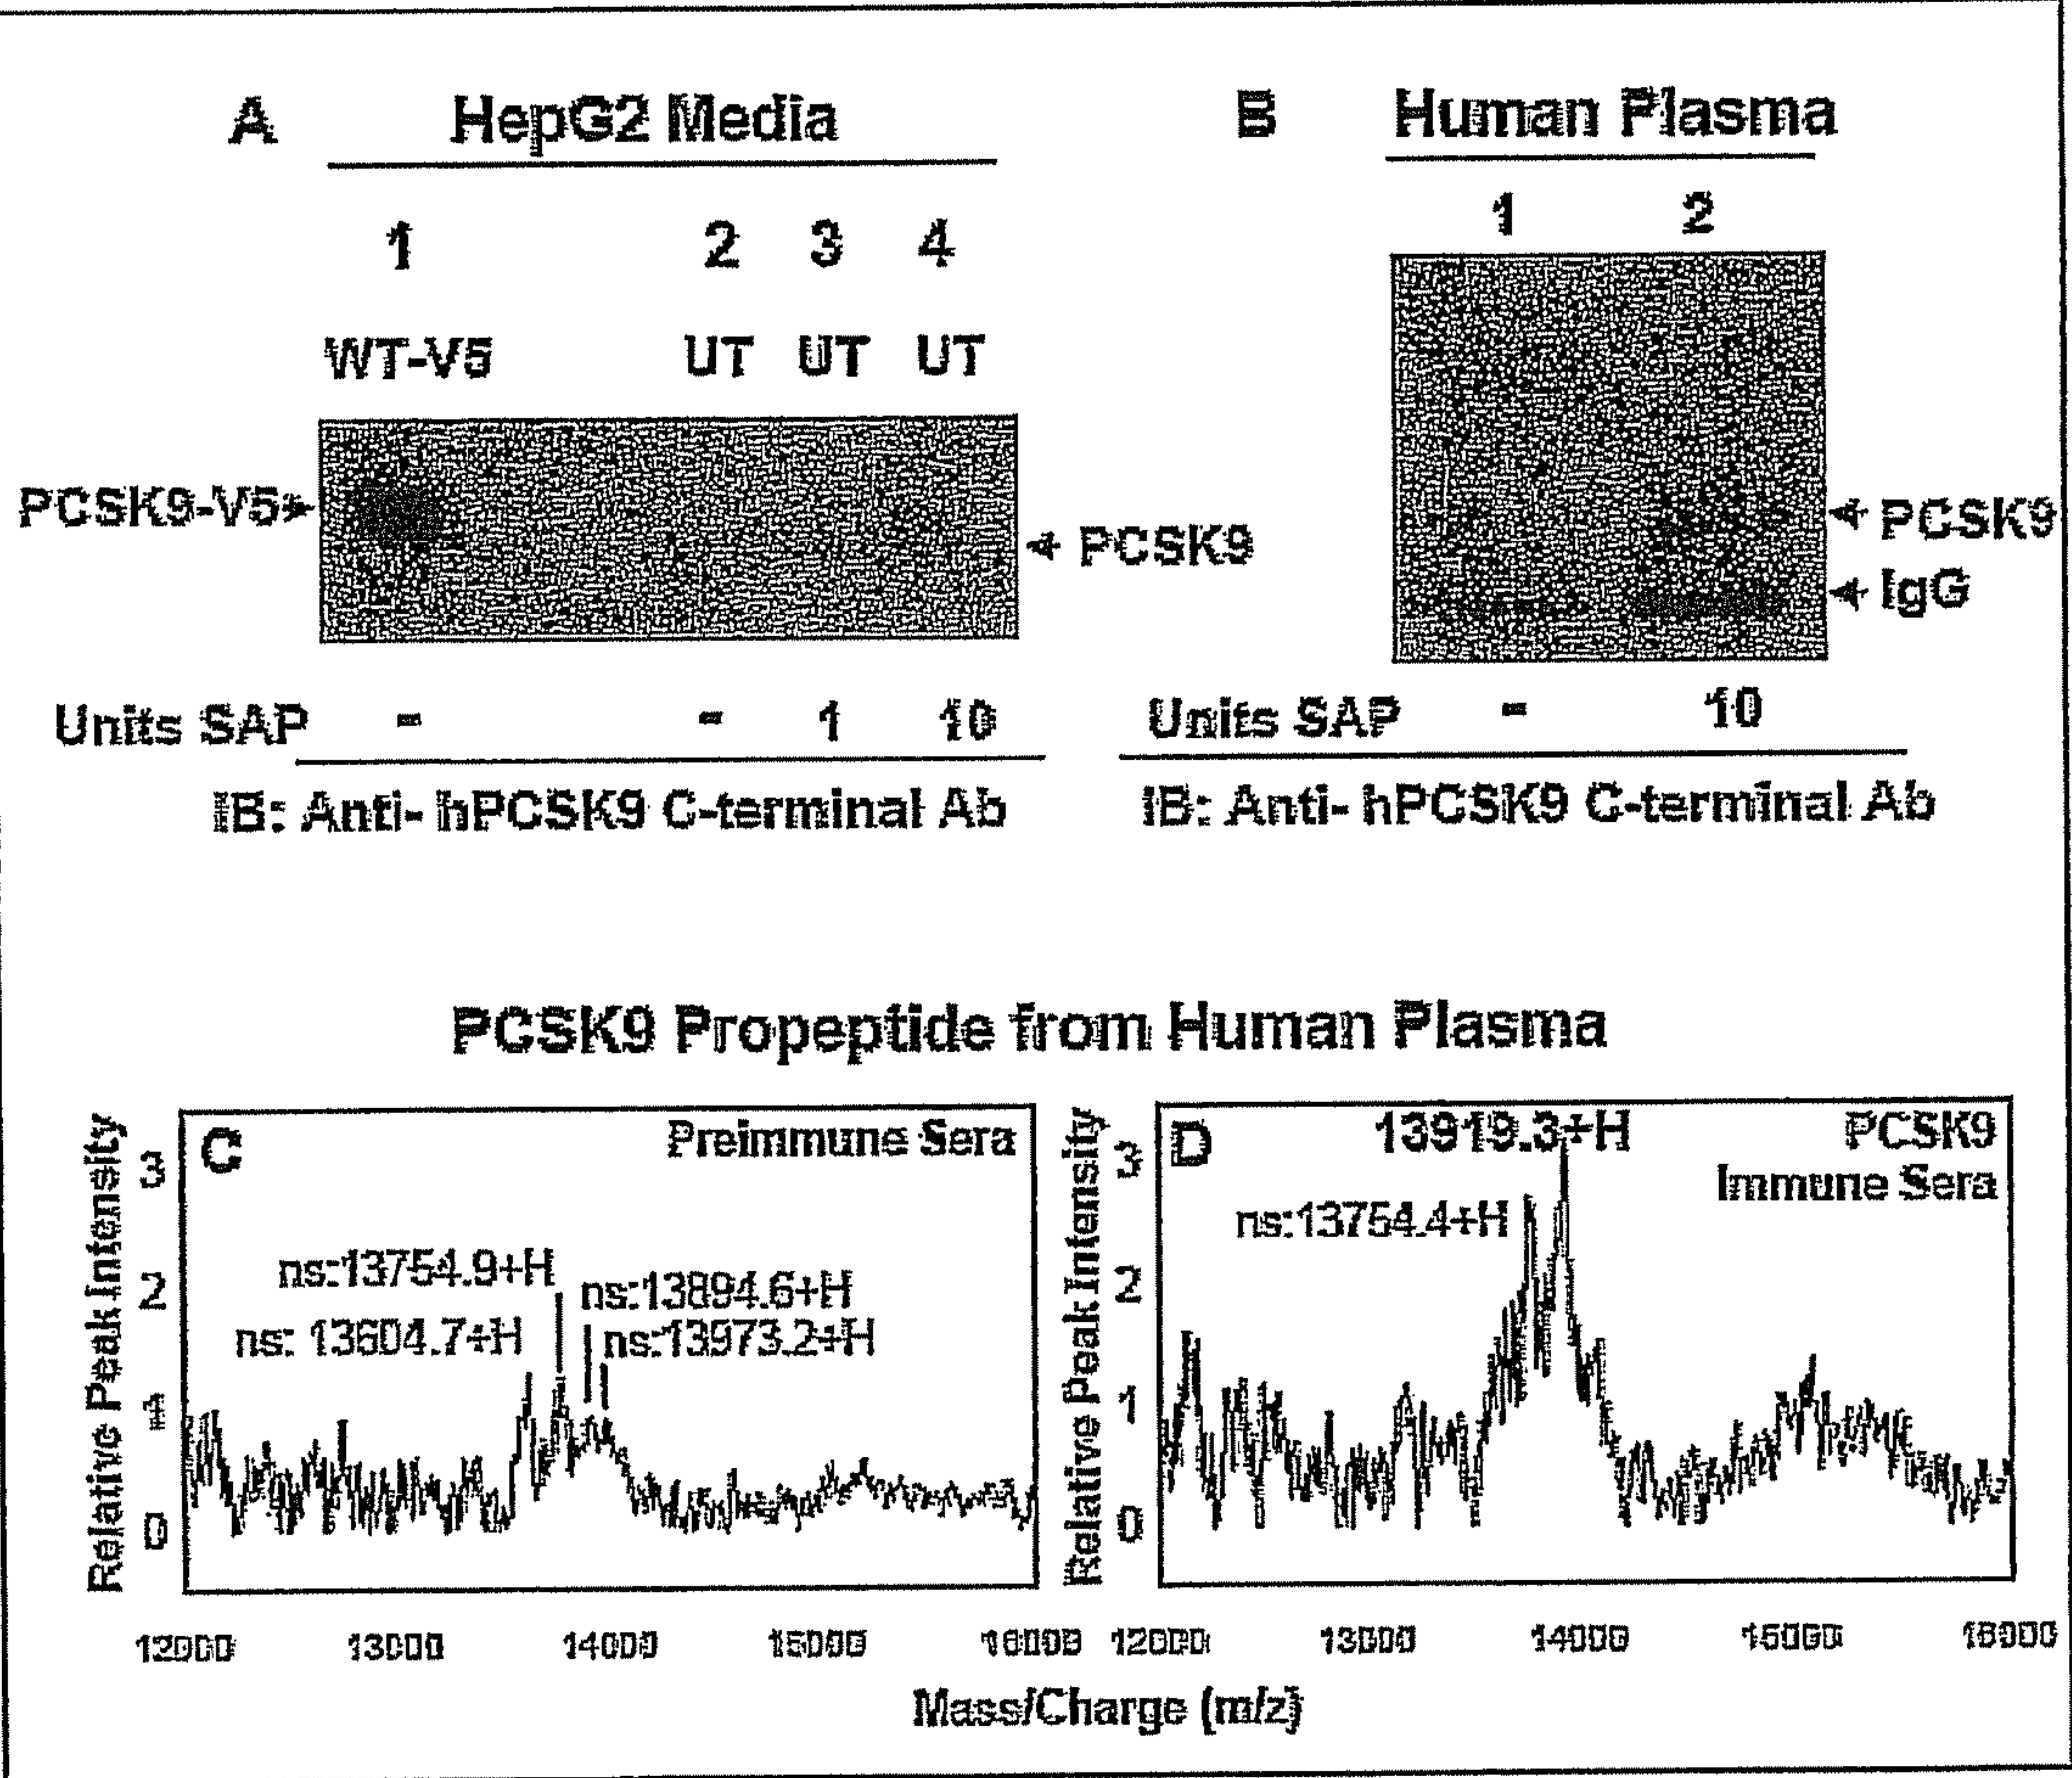 A HepG2 Media
1 2 3 4
WT-V5 UT UT UT
PCSK9-V5
PCSK9
Units SAP - - 1 10
IB: Anti- hPCSK9 C-terminal Ab
B Human Plasma
1 2
PCSK9
IgG
Units SAP - 10
IB: Anti- hPCSK9 C-terminal Ab
PCSK9 Propeptide from Human Plasma
C Preimmune Sera
Relative Peak Intensity
3
2
1
0
ns:13754.9+H
ns:13894.6+H
ns: 13604.7+H
ns:13973.2+H
12000 13000 14000 15000 16000
D 13919.3+H PCSK9
Immune Sera
ns:13754.4+H
Relative Peak Intensity
3
2
1
0
12000 13000 14000 15000 16000
Mass/Charge (m/z)